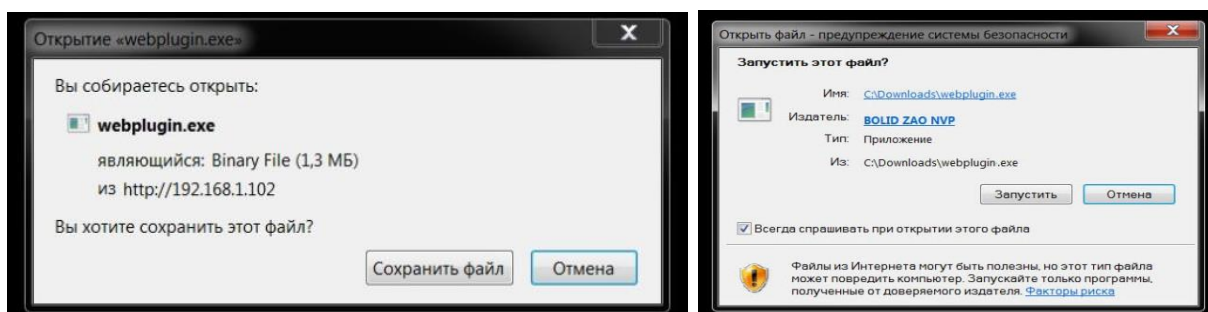 Открытие «webplugin.exe»
Вы собираетесь открыть:
webplugin.exe
являющийся: Binary File (1,3 МБ)
из http://192.168.1.102
Вы хотите сохранить этот файл?
Сохранить файл
Отмена
Открыть файл - предупреждение системы безопасности
Запустить этот файл?
Имя: C:\Downloads\webplugin.exe
Издатель: BOLID ZAO NVP
Тип: Приложение
Из: C:\Downloads\webplugin.exe
Запустить
Отмена
Всегда спрашивать при открытии этого файла
Файлы из Интернета могут быть полезны, но этот тип файла
может повредить компьютер. Запускайте только программы,
полученные от доверяемого издателя. Факторы риска